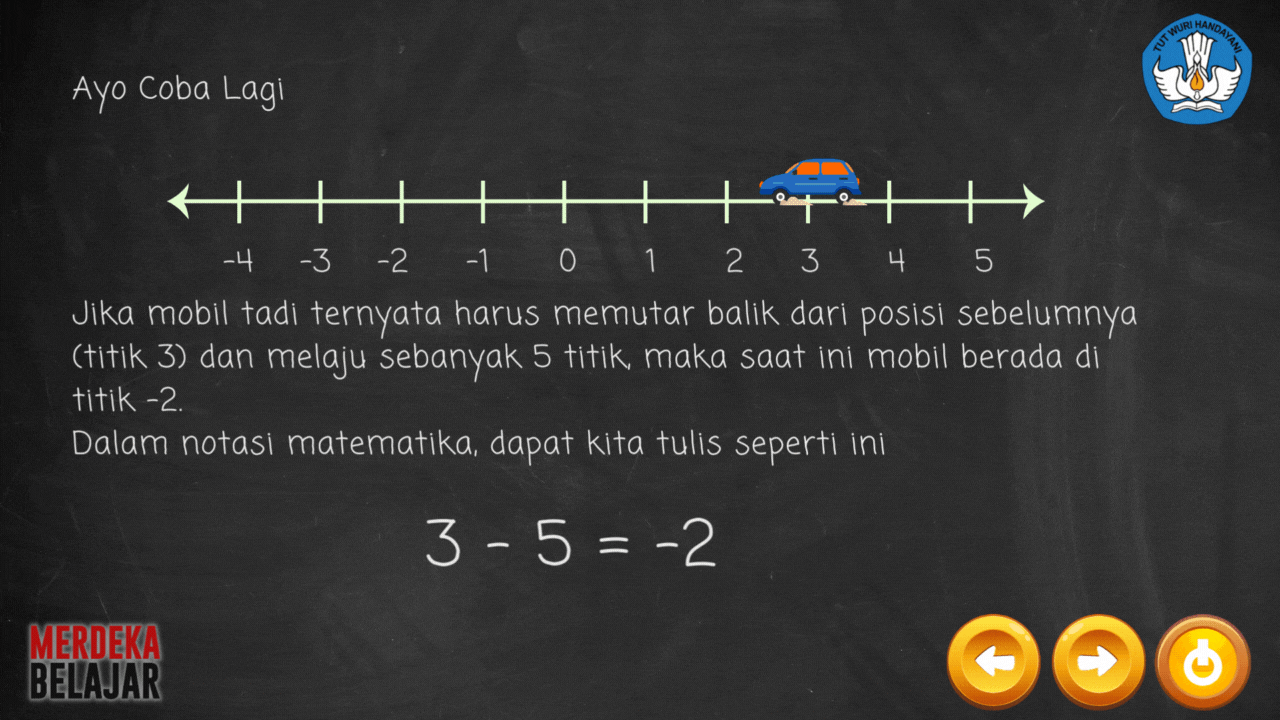 TUT WURI HANDAYANI
Ayo Coba Lagi
-4 -3 -2 -1 0 1 2 3 4 5
Jika mobil tadi ternyata harus memutar balik dari posisi sebelumnya
(titik 3) dan melaju sebanyak 5 titik, maka saat ini mobil berada di
titik -2.
Dalam notasi matematika, dapat kita tulis seperti ini
3 - 5 = -2
MERDEKA
BELAJAR